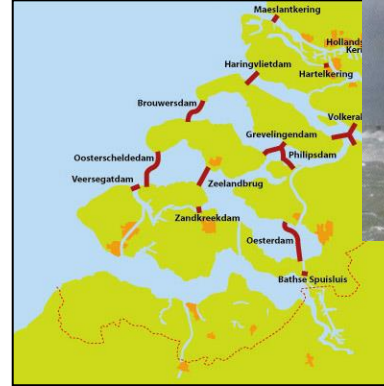 Maeslantkering
Hollands
Hartelkering
Haringvlietdam
Brouwersdam
Grevelingendam
Philipsdam
Oosterscheldedam
Veersegatdam
Zeelandbrug
Zandkreekdam
Oesterdam
Bathse Spuisluis